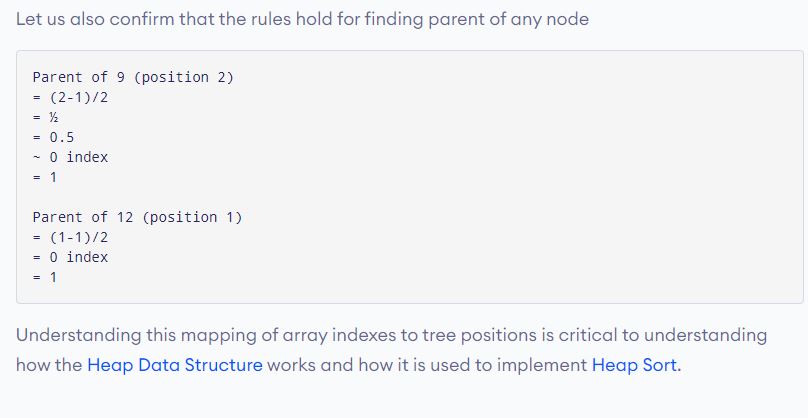 Let us also confirm that the rules hold for finding parent of any node
Parent of 9 (position 2)
= (2-1)/2
= ½
= 0.5
~ 0 index
= 1
Parent of 12 (position 1)
= (1-1)/2
= 0 index
= 1
Understanding this mapping of array indexes to tree positions is critical to understanding
how the Heap Data Structure works and how it is used to implement Heap Sort.